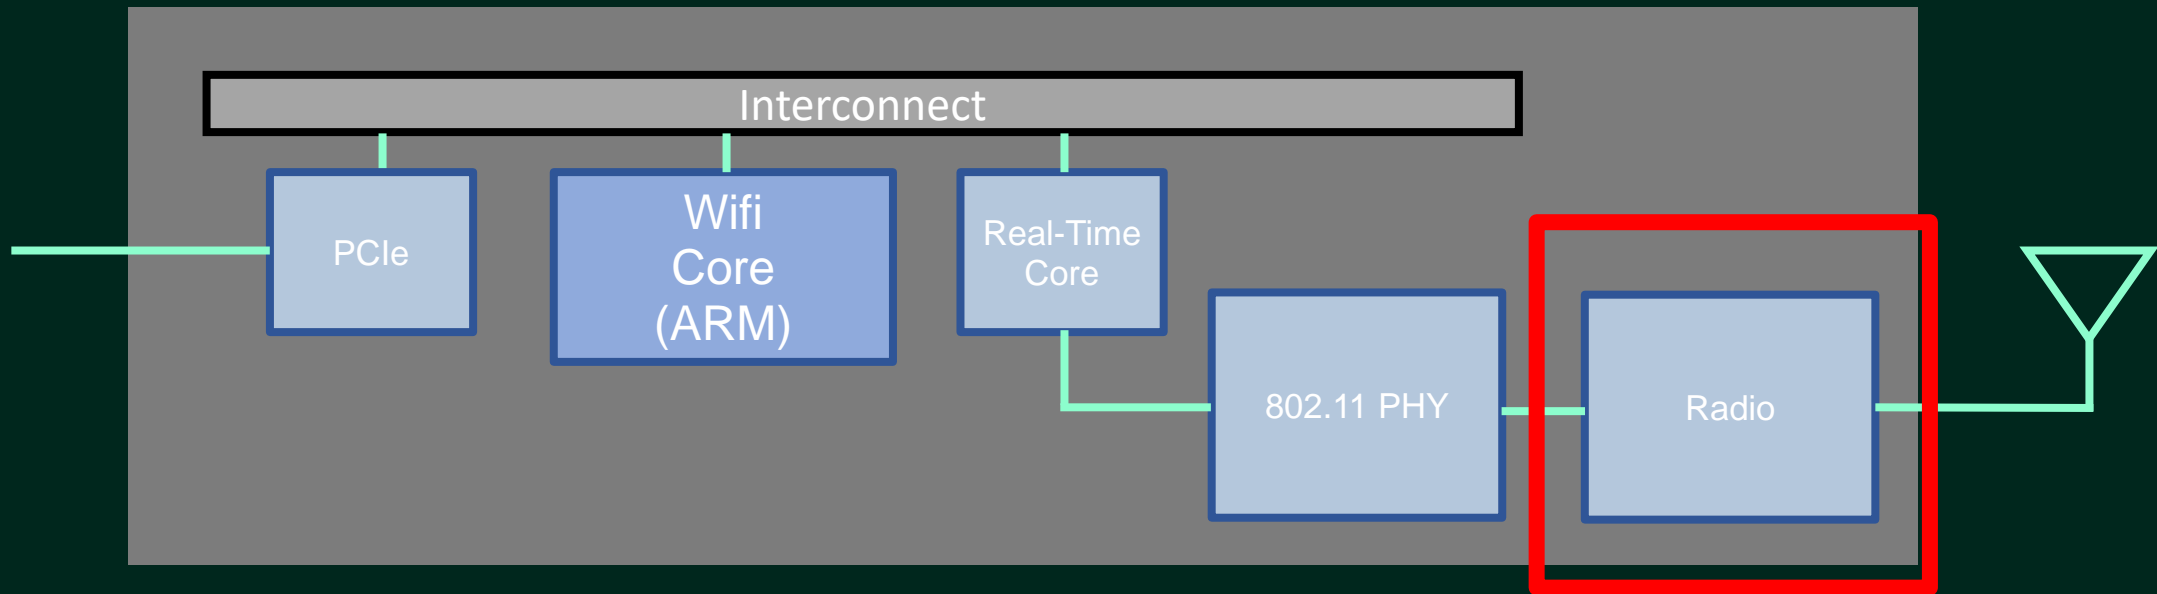 Interconnect
PCIe
Wifi
Core
(ARM)
Real-Time
Core
802.11 PHY
Radio